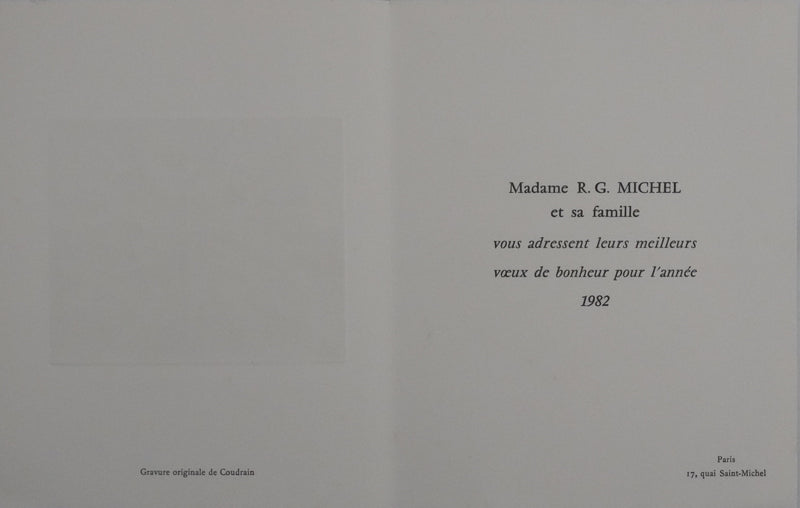 Gravure originale de Coudrain
Madame R. G. MICHEL
et sa famille
vous adressent leurs meilleurs
vœux de bonheur pour l'année
1982
Paris
17, quai Saint-Michel